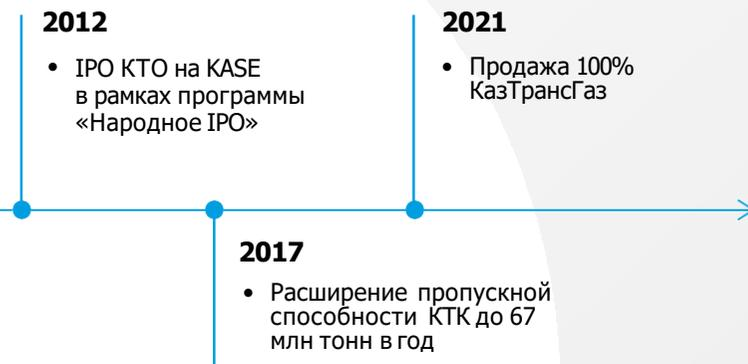 2012
• IPO КТО на KASE
в рамках программы
«Народное IPO»
2021
• Продажа 100%
КазТрансГаз
2017
• Расширение пропускной
способности КТК до 67
млн тонн в год